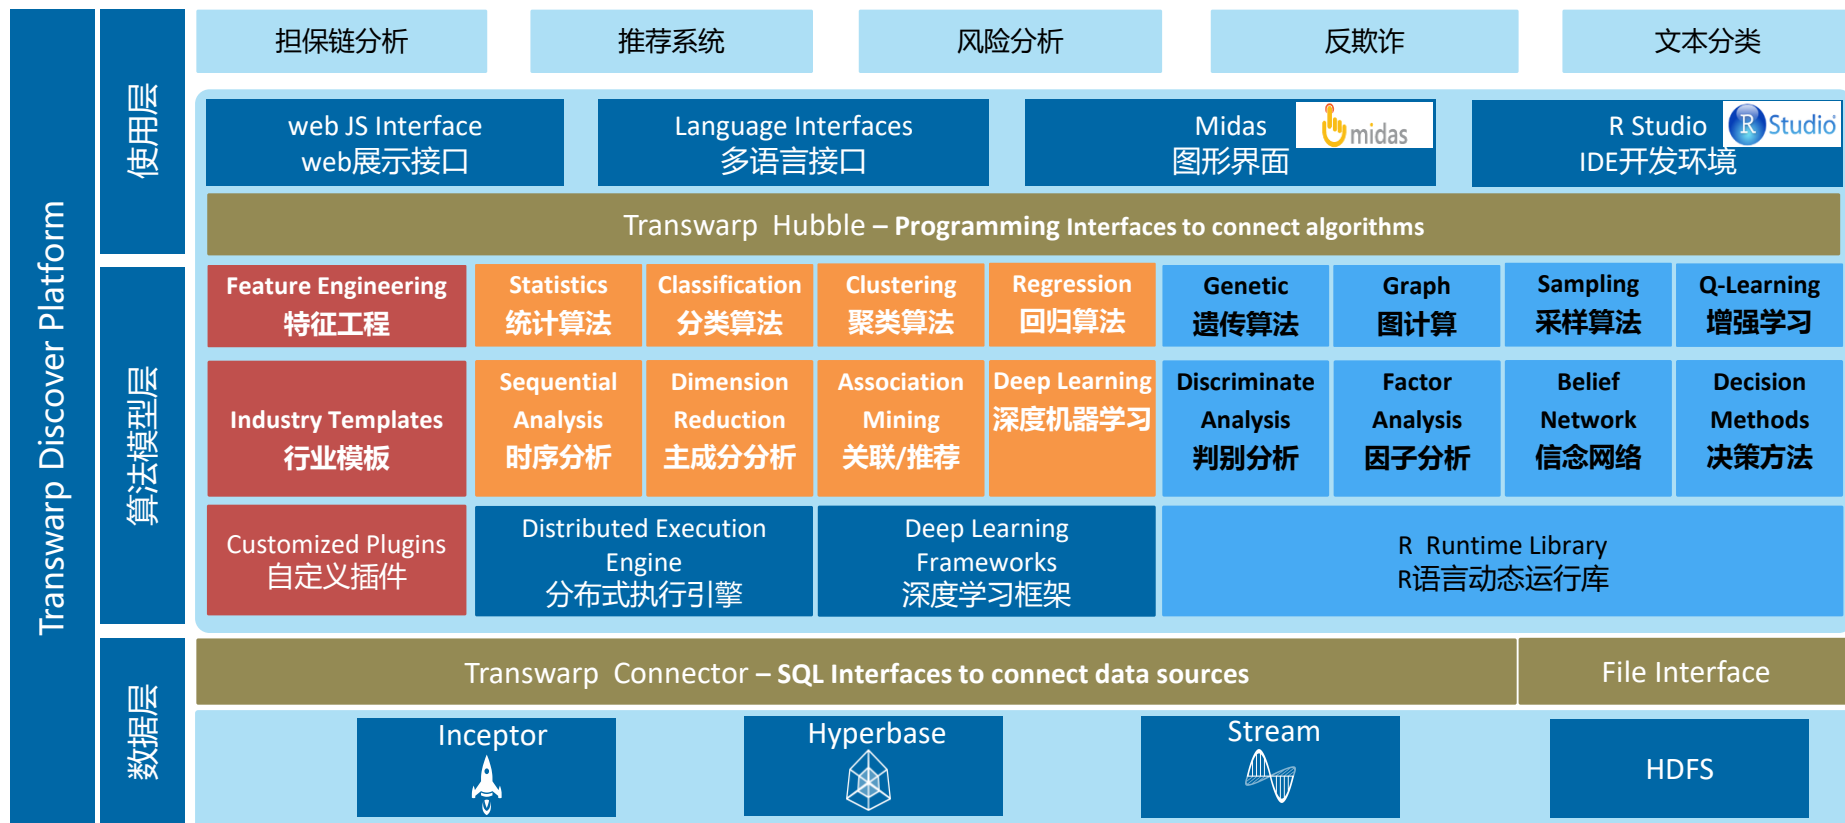 Transwarp Discover Platform
使用层
算法模型层
数据层
担保链分析
推荐系统
风险分析
反欺诈
文本分类
web JS Interface
web展示接口
Language Interfaces
多语言接口
Midas
图形界面
midas
R Studio
IDE开发环境
R Studio
Transwarp Hubble – Programming Interfaces to connect algorithms
Feature Engineering
特征工程
Statistics
统计算法
Classification
分类算法
Clustering
聚类算法
Regression
回归算法
Genetic
遗传算法
Graph
图计算
Sampling
采样算法
Q-Learning
增强学习
Industry Templates
行业模板
Sequential
Analysis
时序分析
Dimension
Reduction
主成分分析
Association
Mining
关联/推荐
Deep Learning
深度机器学习
Discriminate
Analysis
判别分析
Factor
Analysis
因子分析
Belief
Network
信念网络
Decision
Methods
决策方法
Customized Plugins
自定义插件
Distributed Execution
Engine
分布式执行引擎
Deep Learning
Frameworks
深度学习框架
R Runtime Library
R语言动态运行库
Transwarp Connector – SQL Interfaces to connect data sources
File Interface
Inceptor
Hyperbase
Stream
HDFS